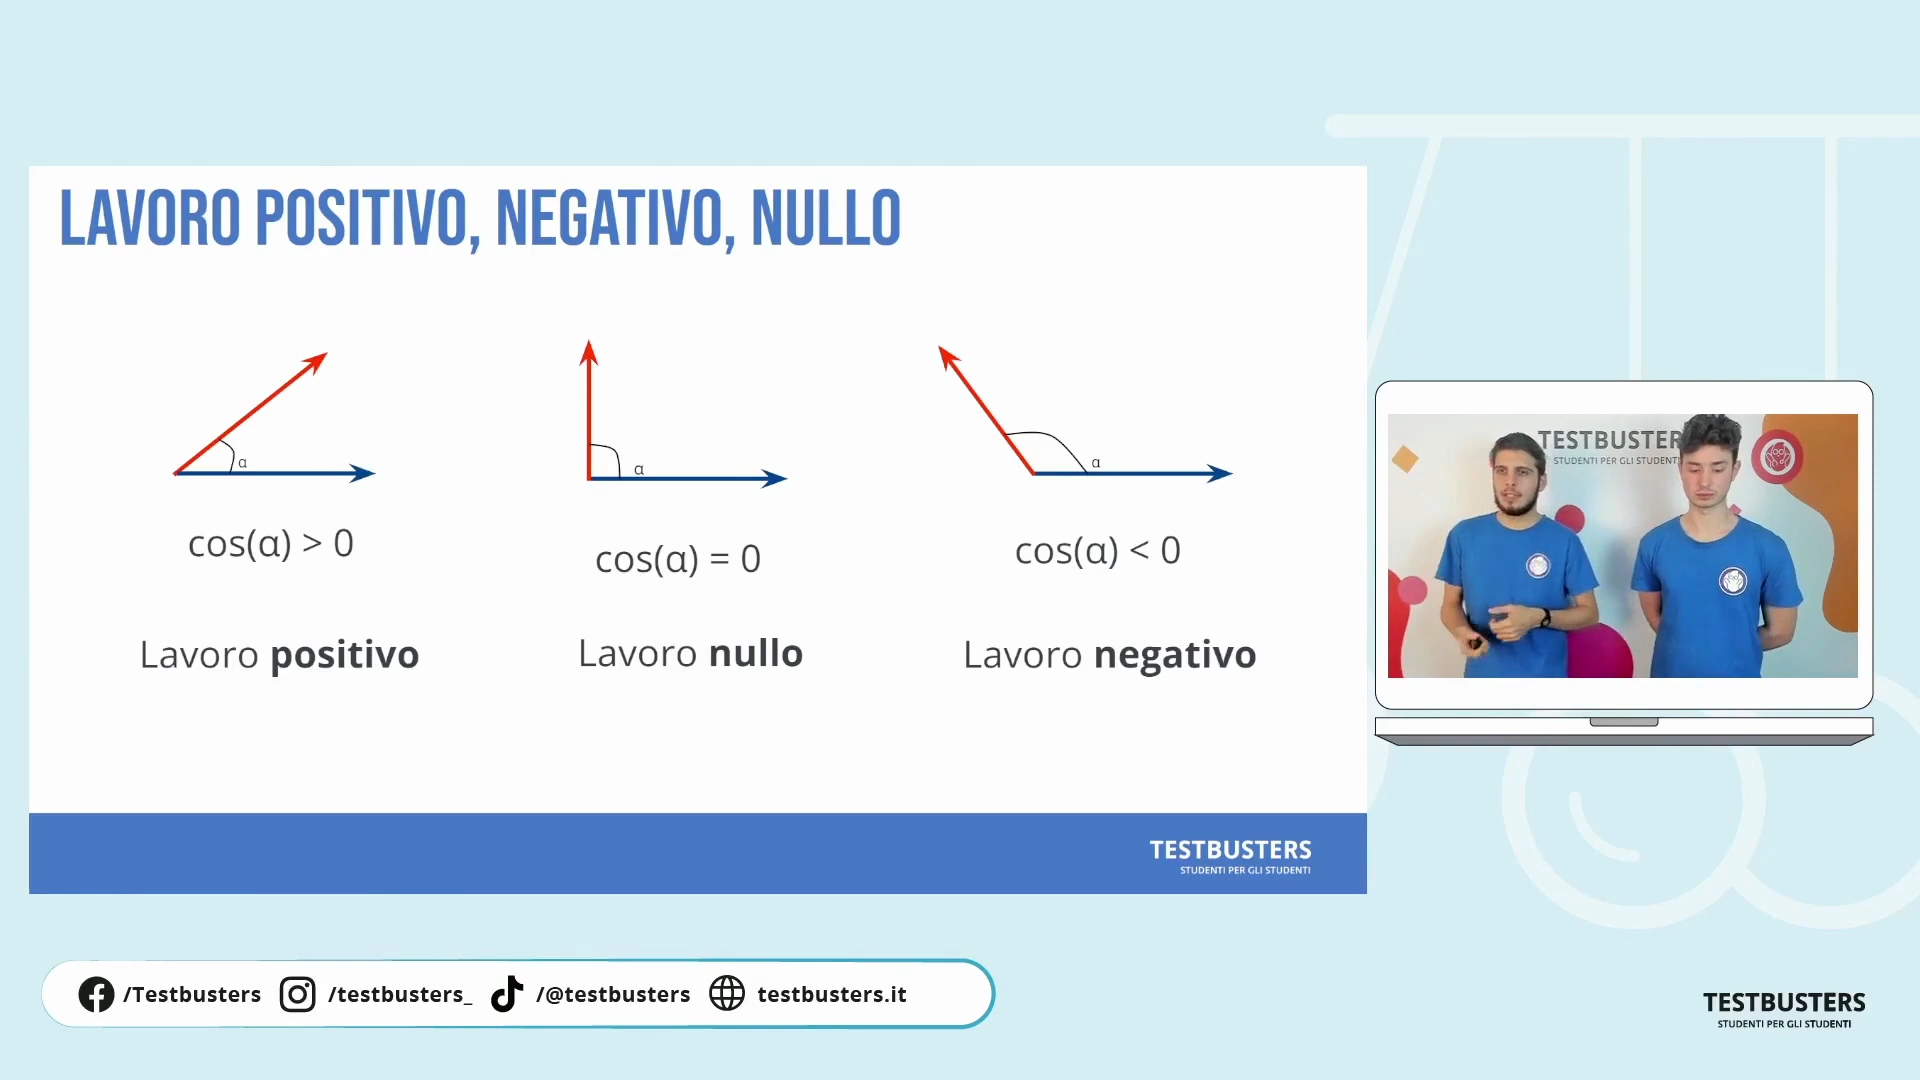 LAVORO POSITIVO, NEGATIVO, NULLO
α
α
α
cos(α) > 0
cos(α) = 0
cos(α) < 0
Lavoro positivo
Lavoro nullo
Lavoro negativo
TESTBUSTERS
STUDENTI PER GLI STUDENTI
TESTBUSTER
STUDENTI PER GLI STUDENT
/Testbusters
/testbusters_
/@testbusters
testbusters.it
TESTBUSTERS
STUDENTI PER GLI STUDENTI